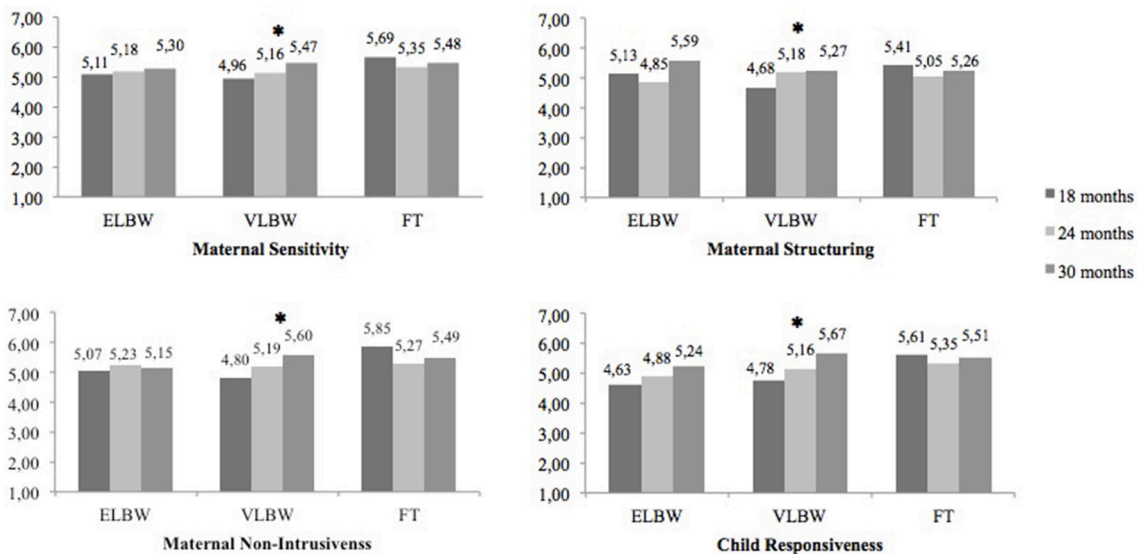 7,00
6,00
5,00
4,00
3,00
2,00
1,00
5,11 5,18 5,30
4,96 5,16 5,47
*
5,69 5,35 5,48
ELBW VLBW FT
Maternal Sensitivity
7,00
6,00
5,00
4,00
3,00
2,00
1,00
5,13 4,85 5,59
4,68 5,18 5,27
*
5,41 5,05 5,26
ELBW VLBW FT
Maternal Structuring
18 months
24 months
30 months
7,00
6,00
5,00
4,00
3,00
2,00
1,00
5,07 5,23 5,15
4,80 5,19 5,60
*
5,85 5,27 5,49
ELBW VLBW FT
Maternal Non-Intrusivenss
7,00
6,00
5,00
4,00
3,00
2,00
1,00
4,63 4,88 5,24
4,78 5,16 5,67
*
5,61 5,35 5,51
ELBW VLBW FT
Child Responsiveness